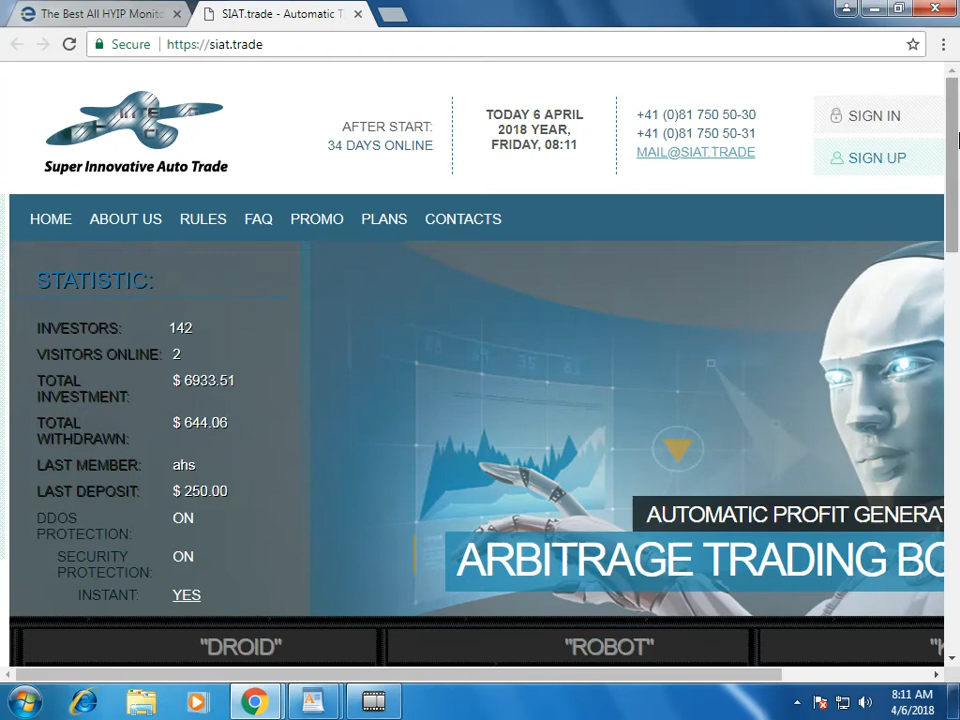 The Best All HYIP Monito
SIAT.trade - Automatic T
Secure
https://siat.trade
Super Innovative Auto Trade
AFTER START:
34 DAYS ONLINE
TODAY 6 APRIL
2018 YEAR,
FRIDAY, 08:11
+41 (0)81 750 50-30
+41 (0)81 750 50-31
MAIL@SIAT.TRADE
SIGN IN
SIGN UP
HOME ABOUT US RULES FAQ PROMO PLANS CONTACTS
STATISTIC:
INVESTORS: 142
VISITORS ONLINE: 2
TOTAL
INVESTMENT: $ 6933.51
TOTAL
WITHDRAWN: $ 644.06
LAST MEMBER: ahs
LAST DEPOSIT: $ 250.00
DDOS
PROTECTION: ON
SECURITY
PROTECTION: ON
INSTANT: YES
AUTOMATIC PROFIT GENERAT
ARBITRAGE TRADING BO
"DROID"
"ROBOT"
8:11 AM
4/6/2018